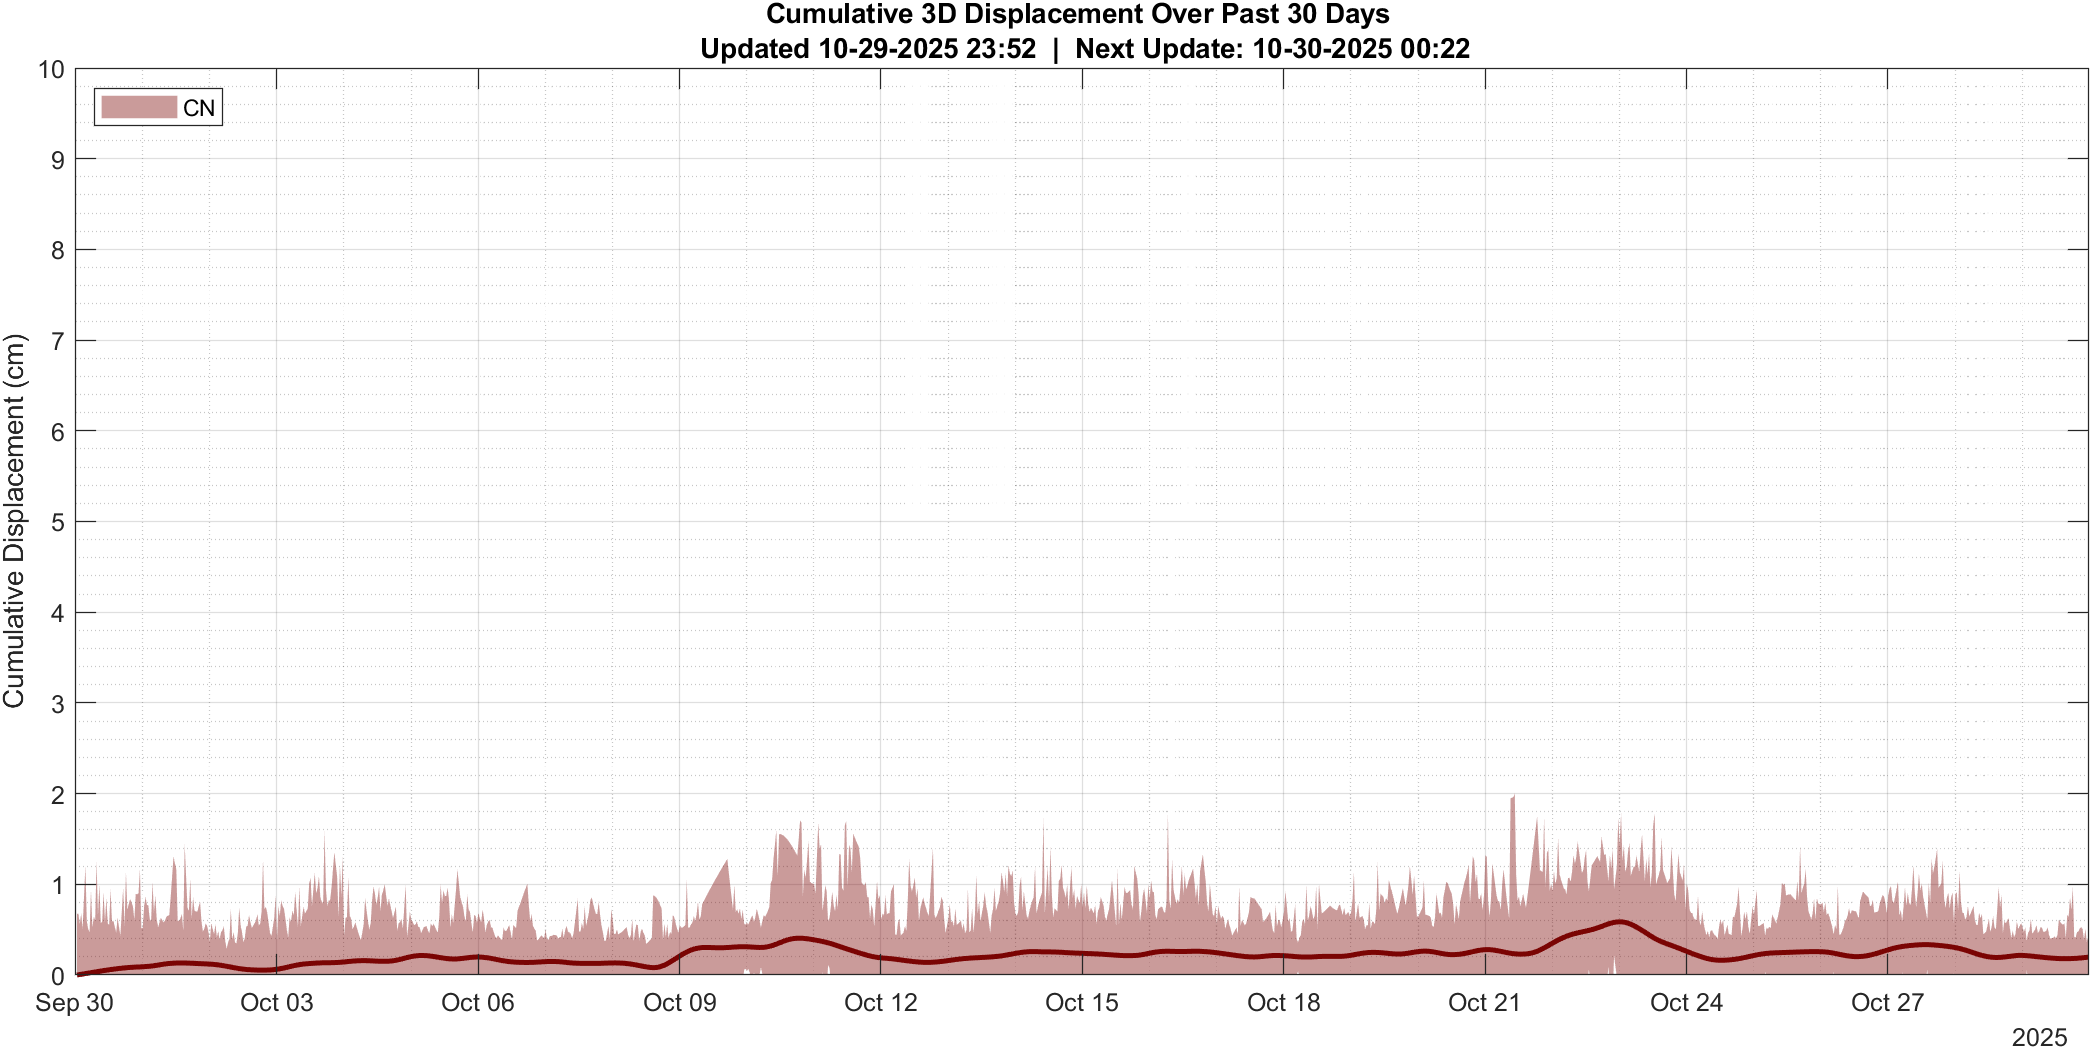 Cumulative 3D Displacement Over Past 30 Days
Updated 10-29-2025 23:52 | Next Update: 10-30-2025 00:22
CN
Cumulative Displacement (cm)
10
9
8
7
6
5
4
3
2
1
0
Sep 30 Oct 03 Oct 06 Oct 09 Oct 12 Oct 15 Oct 18 Oct 21 Oct 24 Oct 27
2025